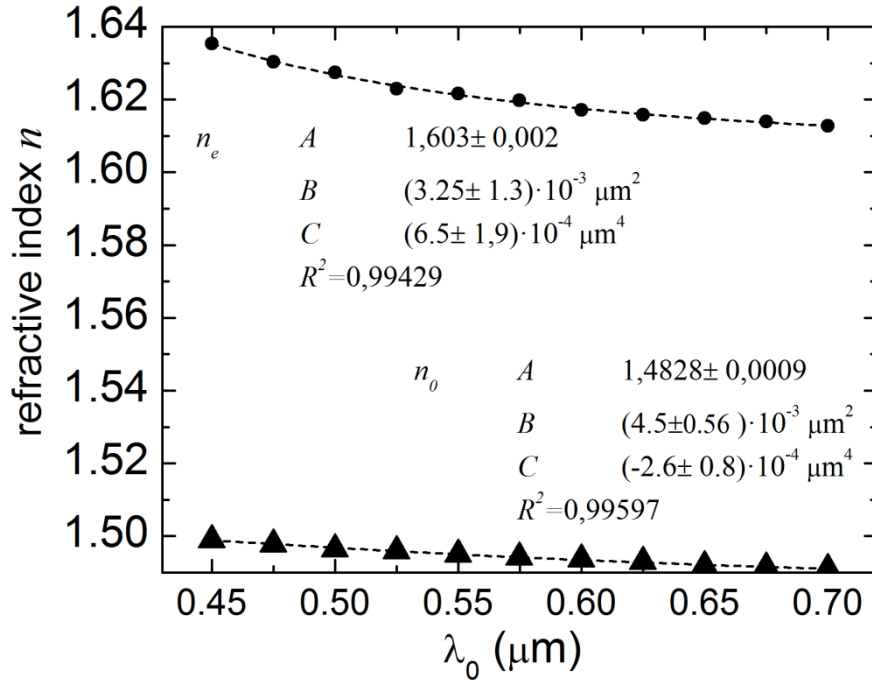 refractive index n
1.64
1.62
1.60
1.58
1.56
1.54
1.52
1.50
n_e A 1,603± 0,002
B (3.25± 1.3)·10^-3 μm^2
C (6.5± 1,9)·10^-4 μm^4
R^2=0,99429
n_0 A 1,4828± 0,0009
B (4.5±0.56 )·10^-3 μm^2
C (-2.6± 0.8)·10^-4 μm^4
R^2=0,99597
0.45 0.50 0.55 0.60 0.65 0.70
λ_0 (μm)